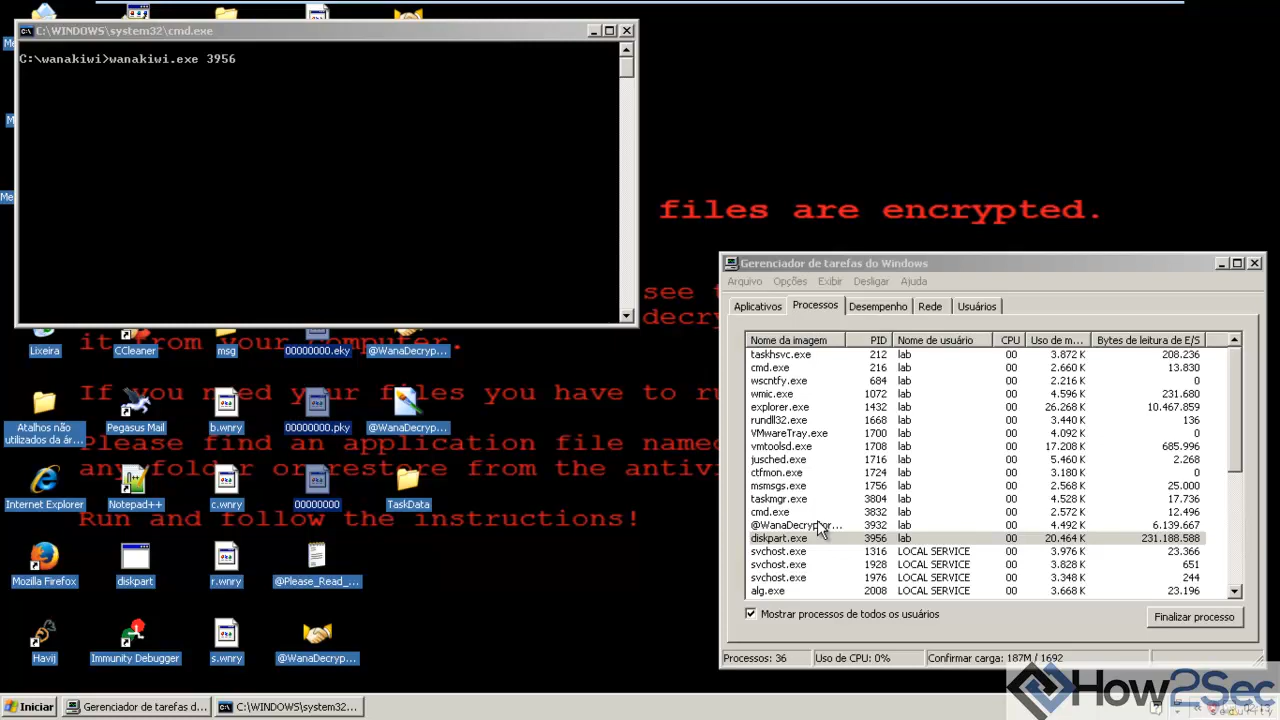 C:\WINDOWS\system32\cmd.exe
C:\wanakiwi>wanakiwi.exe 3956
files are encrypted.
see
decry
it from your computer.
If you need your files you have to ru
Please find an application file named
any folder or restore from the antivi
Run and follow the instructions!
Lixeira
CCleaner
msg
00000000.eky
@WanaDecryp...
Atalhos não
utilizados da ár...
Pegasus Mail
b.wnry
00000000.pky
@WanaDecryp...
Internet Explorer
Notepad++
c.wnry
00000000
TaskData
Mozilla Firefox
diskpart
r.wnry
@Please_Read_...
Havij
Immunity Debugger
s.wnry
@WanaDecryp...
Gerenciador de tarefas do Windows
Arquivo Opções Exibir Desligar Ajuda
Aplicativos Processos Desempenho Rede Usuários
Nome da imagem PID Nome de usuário CPU Uso de m... Bytes de leitura de E/S
taskhsvc.exe 212 lab 00 3.872 K 208.236
cmd.exe 216 lab 00 2.660 K 13.830
wscntfy.exe 684 lab 00 2.216 K 0
wmic.exe 1072 lab 00 4.596 K 231.680
explorer.exe 1432 lab 00 26.268 K 10.467.859
rundll32.exe 1668 lab 00 3.440 K 136
VMwareTray.exe 1700 lab 00 4.092 K 0
vmtoolsd.exe 1708 lab 00 17.208 K 685.996
jusched.exe 1716 lab 00 5.460 K 2.268
ctfmon.exe 1724 lab 00 3.180 K 0
msmsgs.exe 1756 lab 00 2.568 K 25.000
taskmgr.exe 3804 lab 00 4.528 K 17.736
cmd.exe 3832 lab 00 2.572 K 12.496
@WanaDecryptor... 3932 lab 00 4.492 K 6.139.667
diskpart.exe 3956 lab 00 20.464 K 231.188.588
svchost.exe 1316 LOCAL SERVICE 00 3.976 K 23.366
svchost.exe 1928 LOCAL SERVICE 00 3.828 K 651
svchost.exe 1976 LOCAL SERVICE 00 3.348 K 244
alg.exe 2008 LOCAL SERVICE 00 3.668 K 23.196
Mostrar processos de todos os usuários
Finalizar processo
Processos: 36 Uso de CPU: 0% Confirmar carga: 187M / 1692
How2Sec
Iniciar
Gerenciador de tarefas d...
C:\WINDOWS\system32...